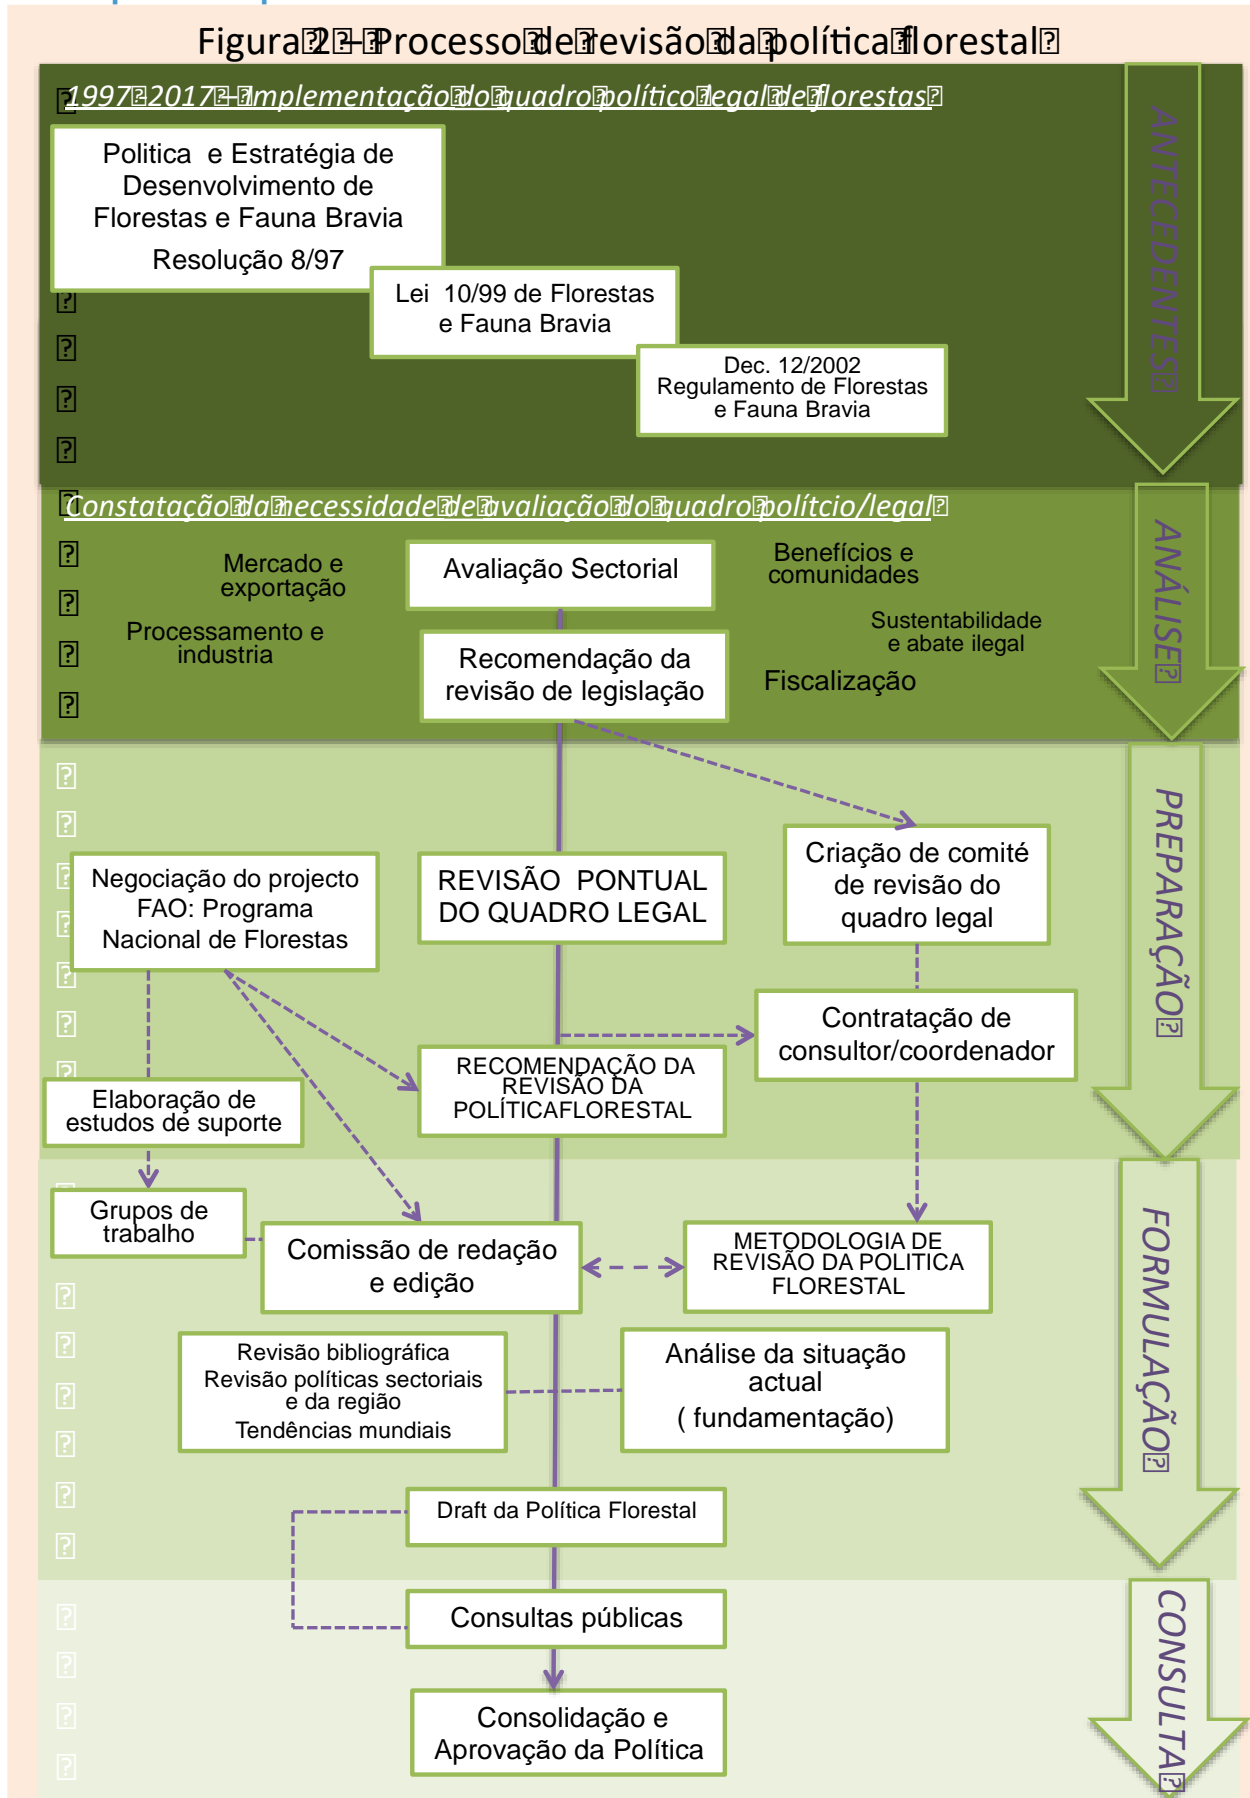 Figura 2 – Processo de revisão da política florestal
1997 2017 – Implementação do quadro político legal de florestas
Politica e Estratégia de
Desenvolvimento de
Florestas e Fauna Bravia
Resolução 8/97
Lei 10/99 de Florestas
e Fauna Bravia
Dec. 12/2002
Regulamento de Florestas
e Fauna Bravia
ANTECEDENTES
Constatação da necessidade de avaliação do quadro polítcio/legal
Mercado e
exportação
Avaliação Sectorial
Benefícios e
comunidades
Processamento e
industria
Recomendação da
revisão de legislação
Sustentabilidade
e abate ilegal
Fiscalização
ANÁLISE
Negociação do projecto
FAO: Programa
Nacional de Florestas
REVISÃO PONTUAL
DO QUADRO LEGAL
Criação de comité
de revisão do
quadro legal
Contratação de
consultor/coordenador
RECOMENDAÇÃO DA
REVISÃO DA
POLÍTICAFLORESTAL
Elaboração de
estudos de suporte
PREPARAÇÃO
Grupos de
trabalho
Comissão de redação
e edição
METODOLOGIA DE
REVISÃO DA POLITICA
FLORESTAL
Revisão bibliográfica
Revisão políticas sectoriais
e da região
Tendências mundiais
Análise da situação
actual
( fundamentação)
Draft da Política Florestal
FORMULAÇÃO
Consultas públicas
Consolidação e
Aprovação da Política
CONSULTA